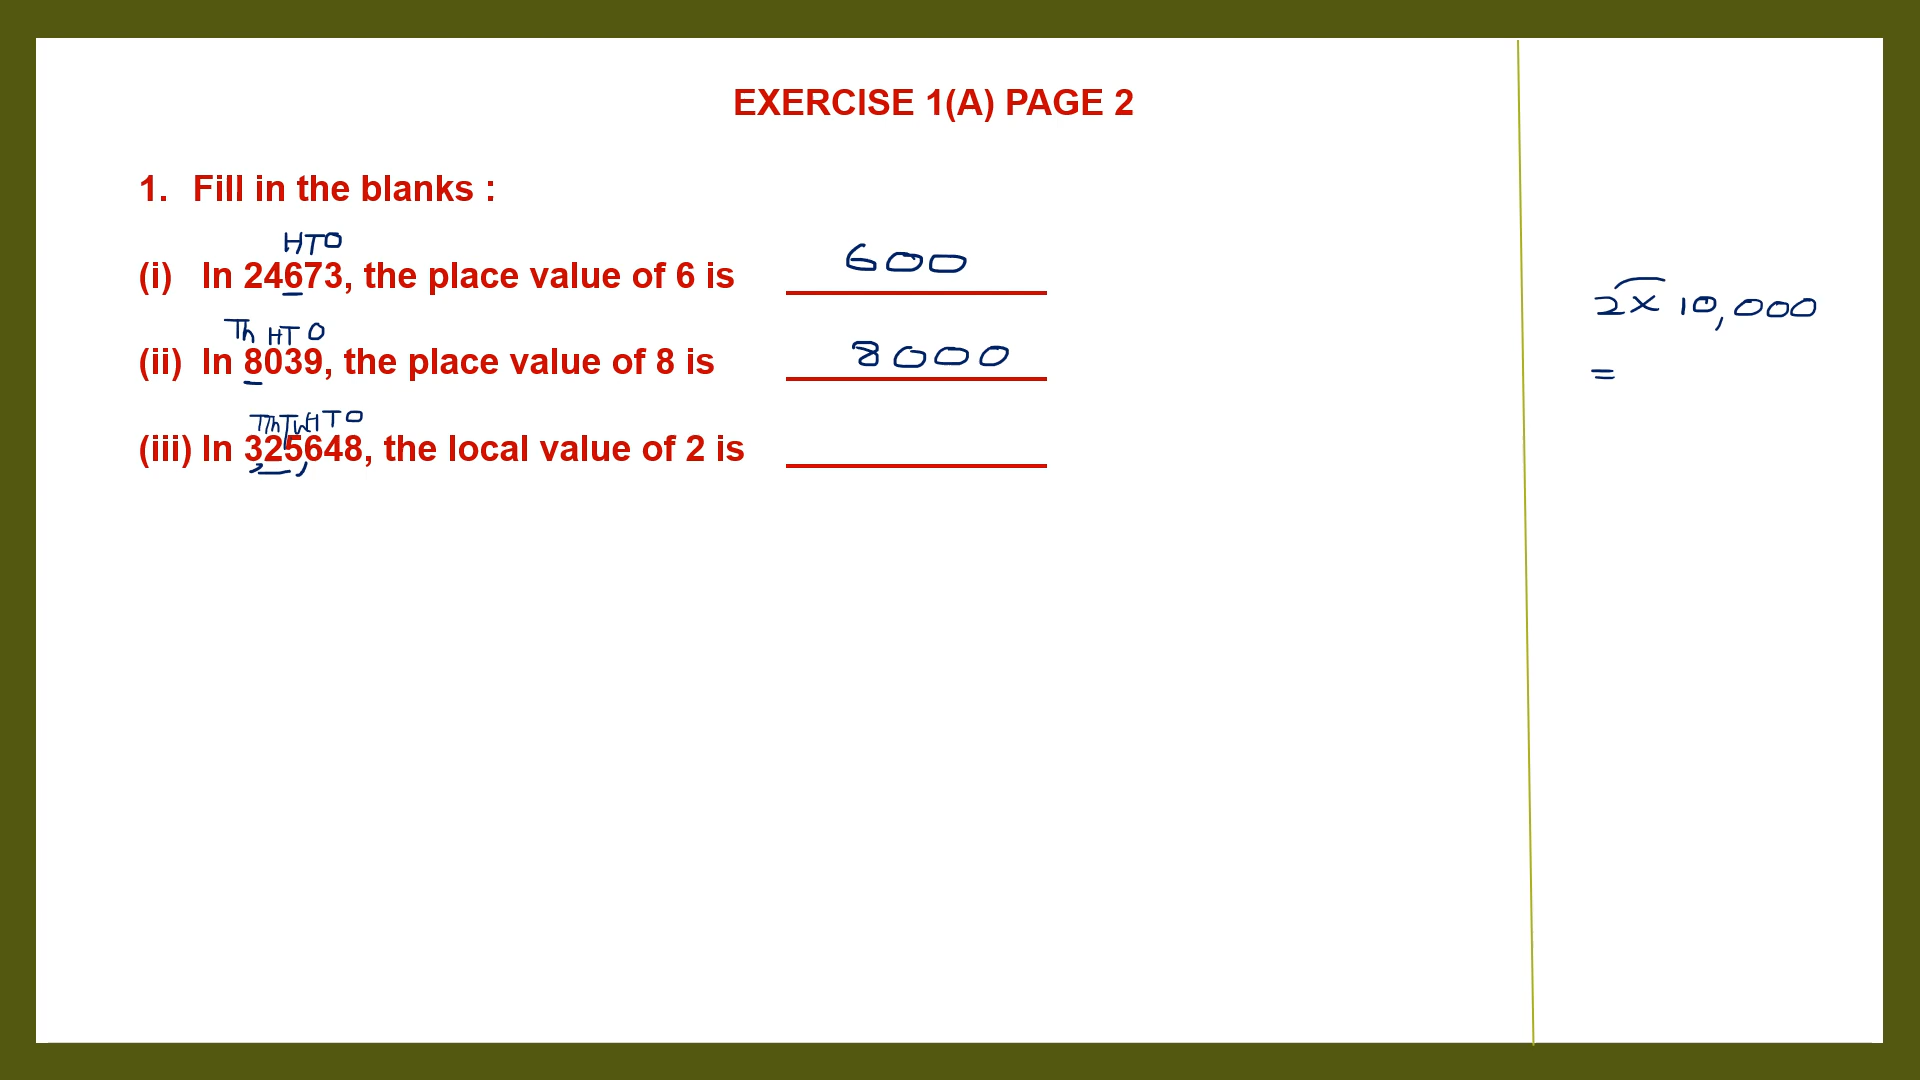 EXERCISE 1(A) PAGE 2
1. Fill in the blanks :
HTO
(i) In 24673, the place value of 6 is 600
Th HT O
(ii) In 8039, the place value of 8 is 8000
HTO
(iii) In 325648, the local value of 2 is
2 × 10,000
=